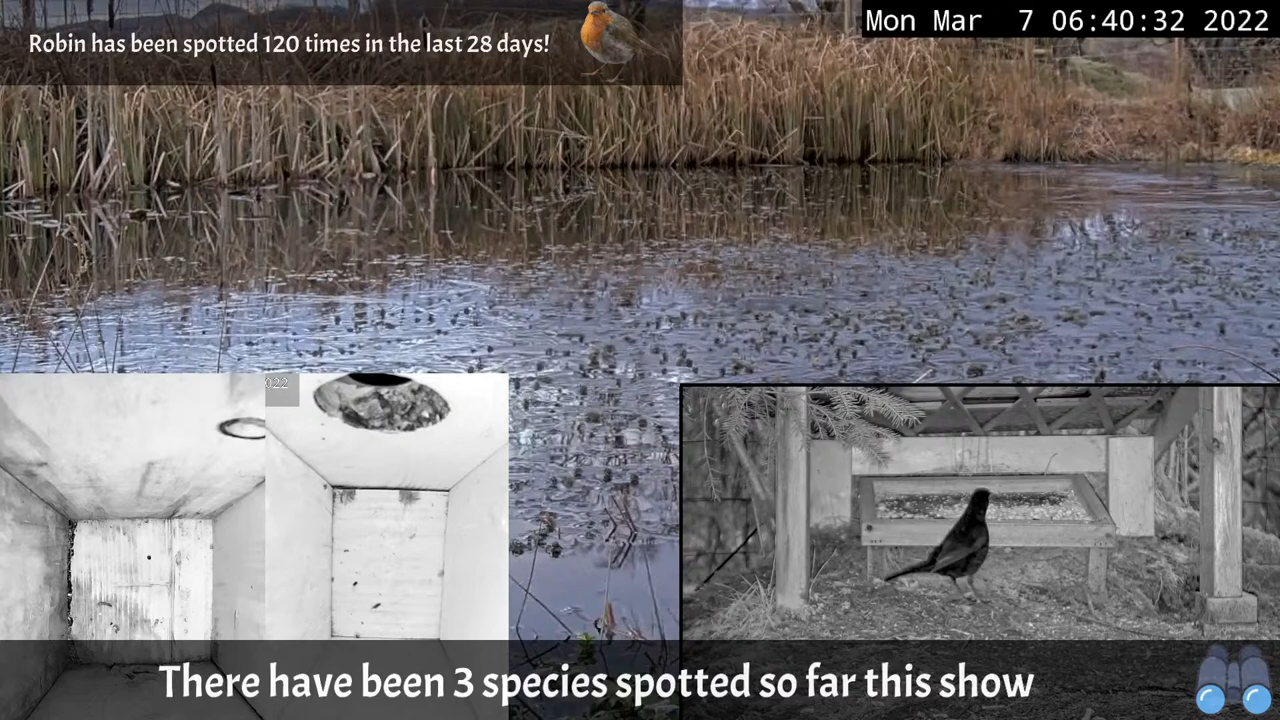 Robin has been spotted 120 times in the last 28 days!
Mon Mar  7 06:40:32 2022
022
There have been 3 species spotted so far this show